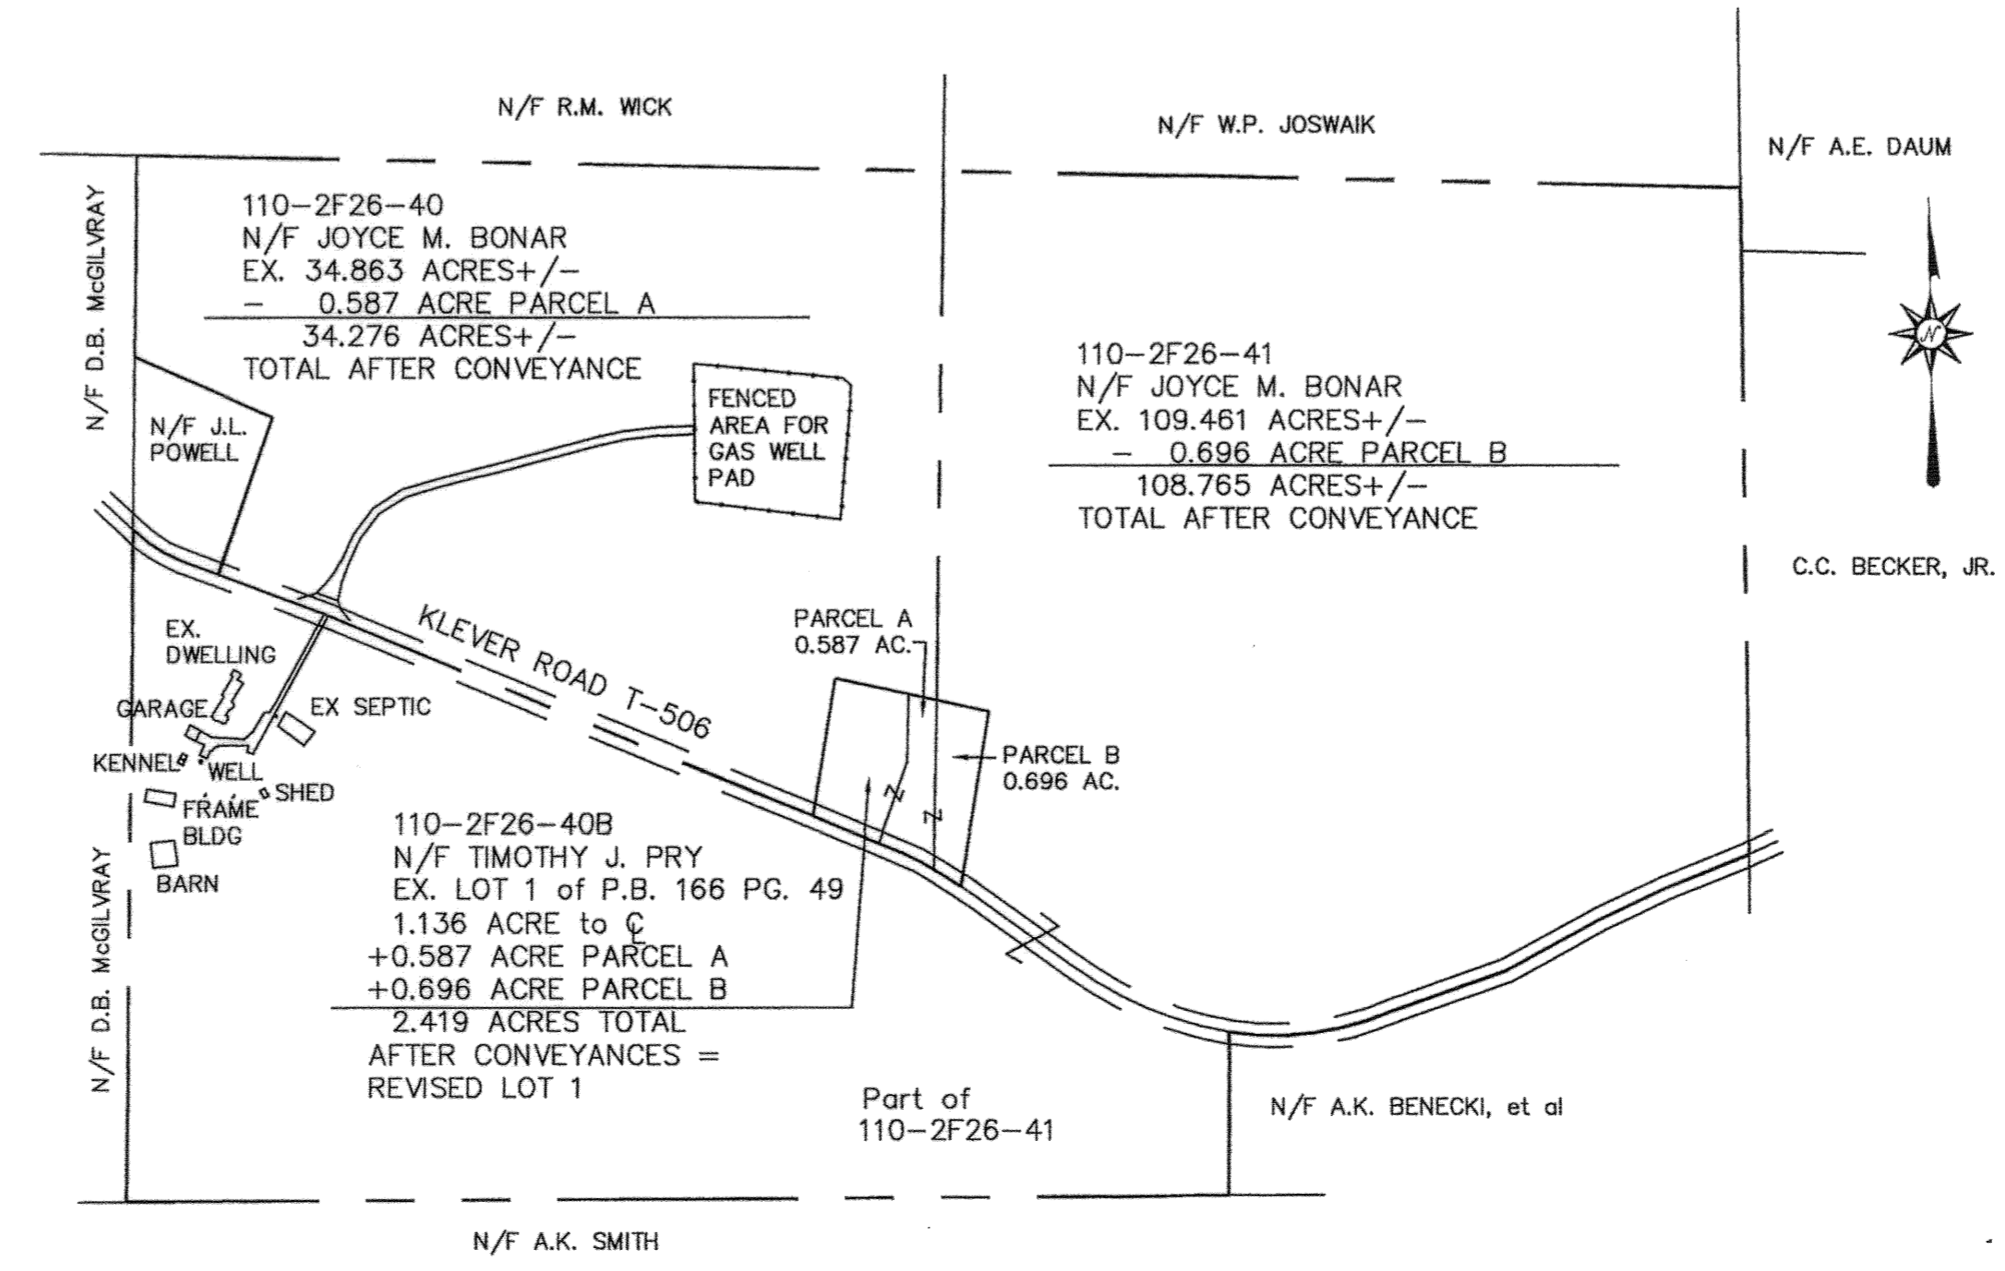 N/F R.M. WICK
N/F W.P. JOSWAIK
N/F A.E. DAUM
N/F D.B. McGILVRAY
110-2F26-40
N/F JOYCE M. BONAR
EX. 34.863 ACRES+/-
- 0.587 ACRE PARCEL A
34.276 ACRES+/-
TOTAL AFTER CONVEYANCE
N
110-2F26-41
N/F JOYCE M. BONAR
EX. 109.461 ACRES+/-
- 0.696 ACRE PARCEL B
108.765 ACRES+/-
TOTAL AFTER CONVEYANCE
FENCED
AREA FOR
GAS WELL
PAD
N/F J.L.
POWELL
C.C. BECKER, JR.
KLEVER ROAD T-506
PARCEL A
0.587 AC.
EX.
DWELLING
GARAGE
EX SEPTIC
PARCEL B
0.696 AC.
KENNEL
WELL
SHED
FRAME
BLDG
BARN
Z
Z
110-2F26-40B
N/F TIMOTHY J. PRY
EX. LOT 1 of P.B. 166 PG. 49
1.136 ACRE to ℄
+0.587 ACRE PARCEL A
+0.696 ACRE PARCEL B
2.419 ACRES TOTAL
AFTER CONVEYANCES =
REVISED LOT 1
N/F D.B. McGILVRAY
Part of
110-2F26-41
N/F A.K. BENECKI, et al
N/F A.K. SMITH